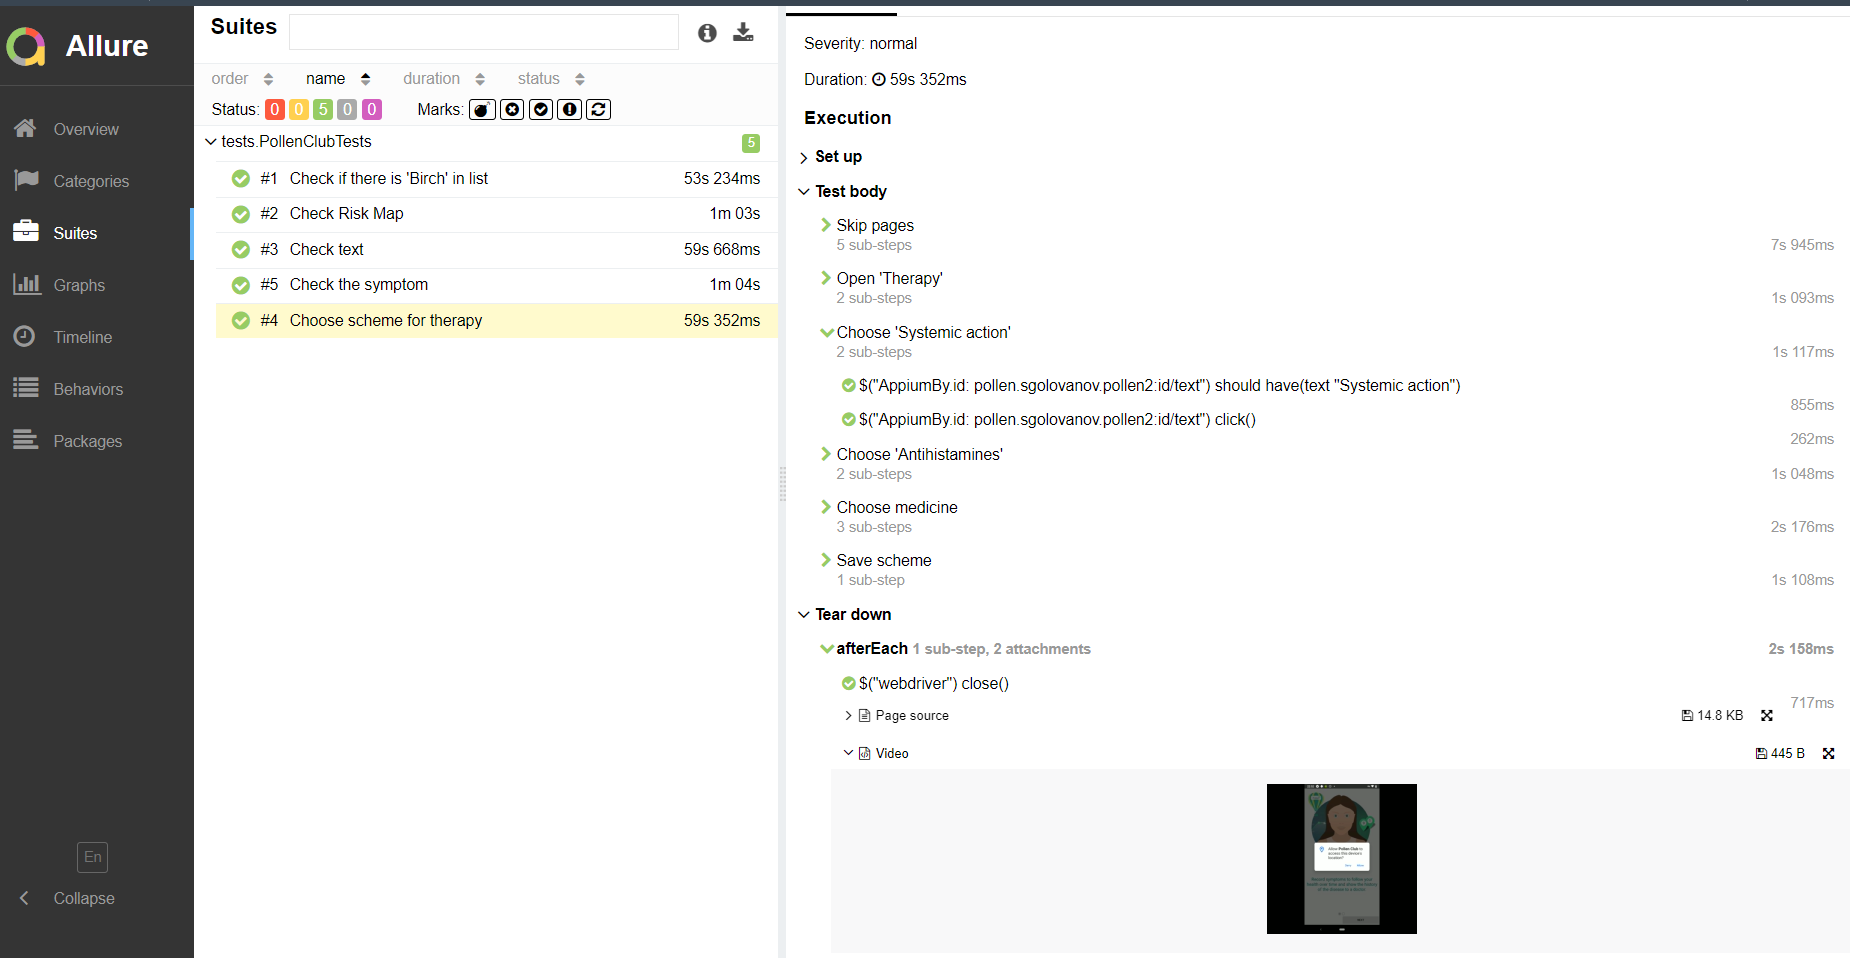 Allure
Overview
Categories
Suites
Graphs
Timeline
Behaviors
Packages
En
Collapse
Suites
order name duration status
Status: 0 0 5 0 0 Marks:
tests.PollenClubTests 5
#1 Check if there is 'Birch' in list 53s 234ms
#2 Check Risk Map 1m 03s
#3 Check text 59s 668ms
#5 Check the symptom 1m 04s
#4 Choose scheme for therapy 59s 352ms
Severity: normal
Duration: 59s 352ms
Execution
Set up
Test body
Skip pages
5 sub-steps 7s 945ms
Open 'Therapy'
2 sub-steps 1s 093ms
Choose 'Systemic action'
2 sub-steps 1s 117ms
$("AppiumBy.id: pollen.sgolovanov.pollen2:id/text") should have(text "Systemic action")
855ms
$("AppiumBy.id: pollen.sgolovanov.pollen2:id/text") click()
262ms
Choose 'Antihistamines'
2 sub-steps 1s 048ms
Choose medicine
3 sub-steps 2s 176ms
Save scheme
1 sub-step 1s 108ms
Tear down
afterEach 1 sub-step, 2 attachments 2s 158ms
$("webdriver") close()
717ms
Page source 14.8 KB
Video 445 B
Allow Pollen Club to
access this device's
location?